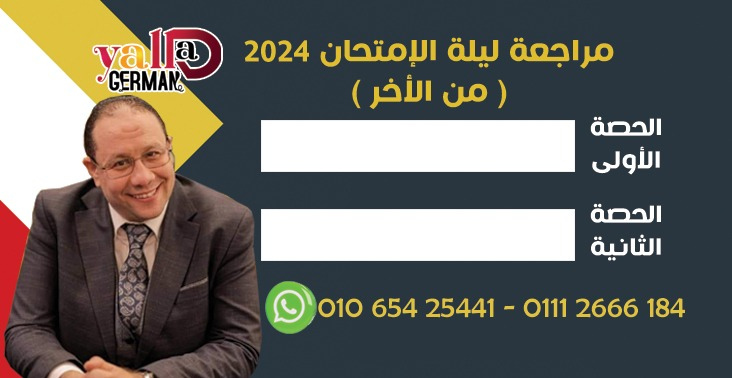 yalla D
GERMAN
مراجعة ليلة الإمتحان 2024
( من الأخر )
الحصة
الأولى
الحصة
الثانية
010 654 25441 - 0111 2666 184